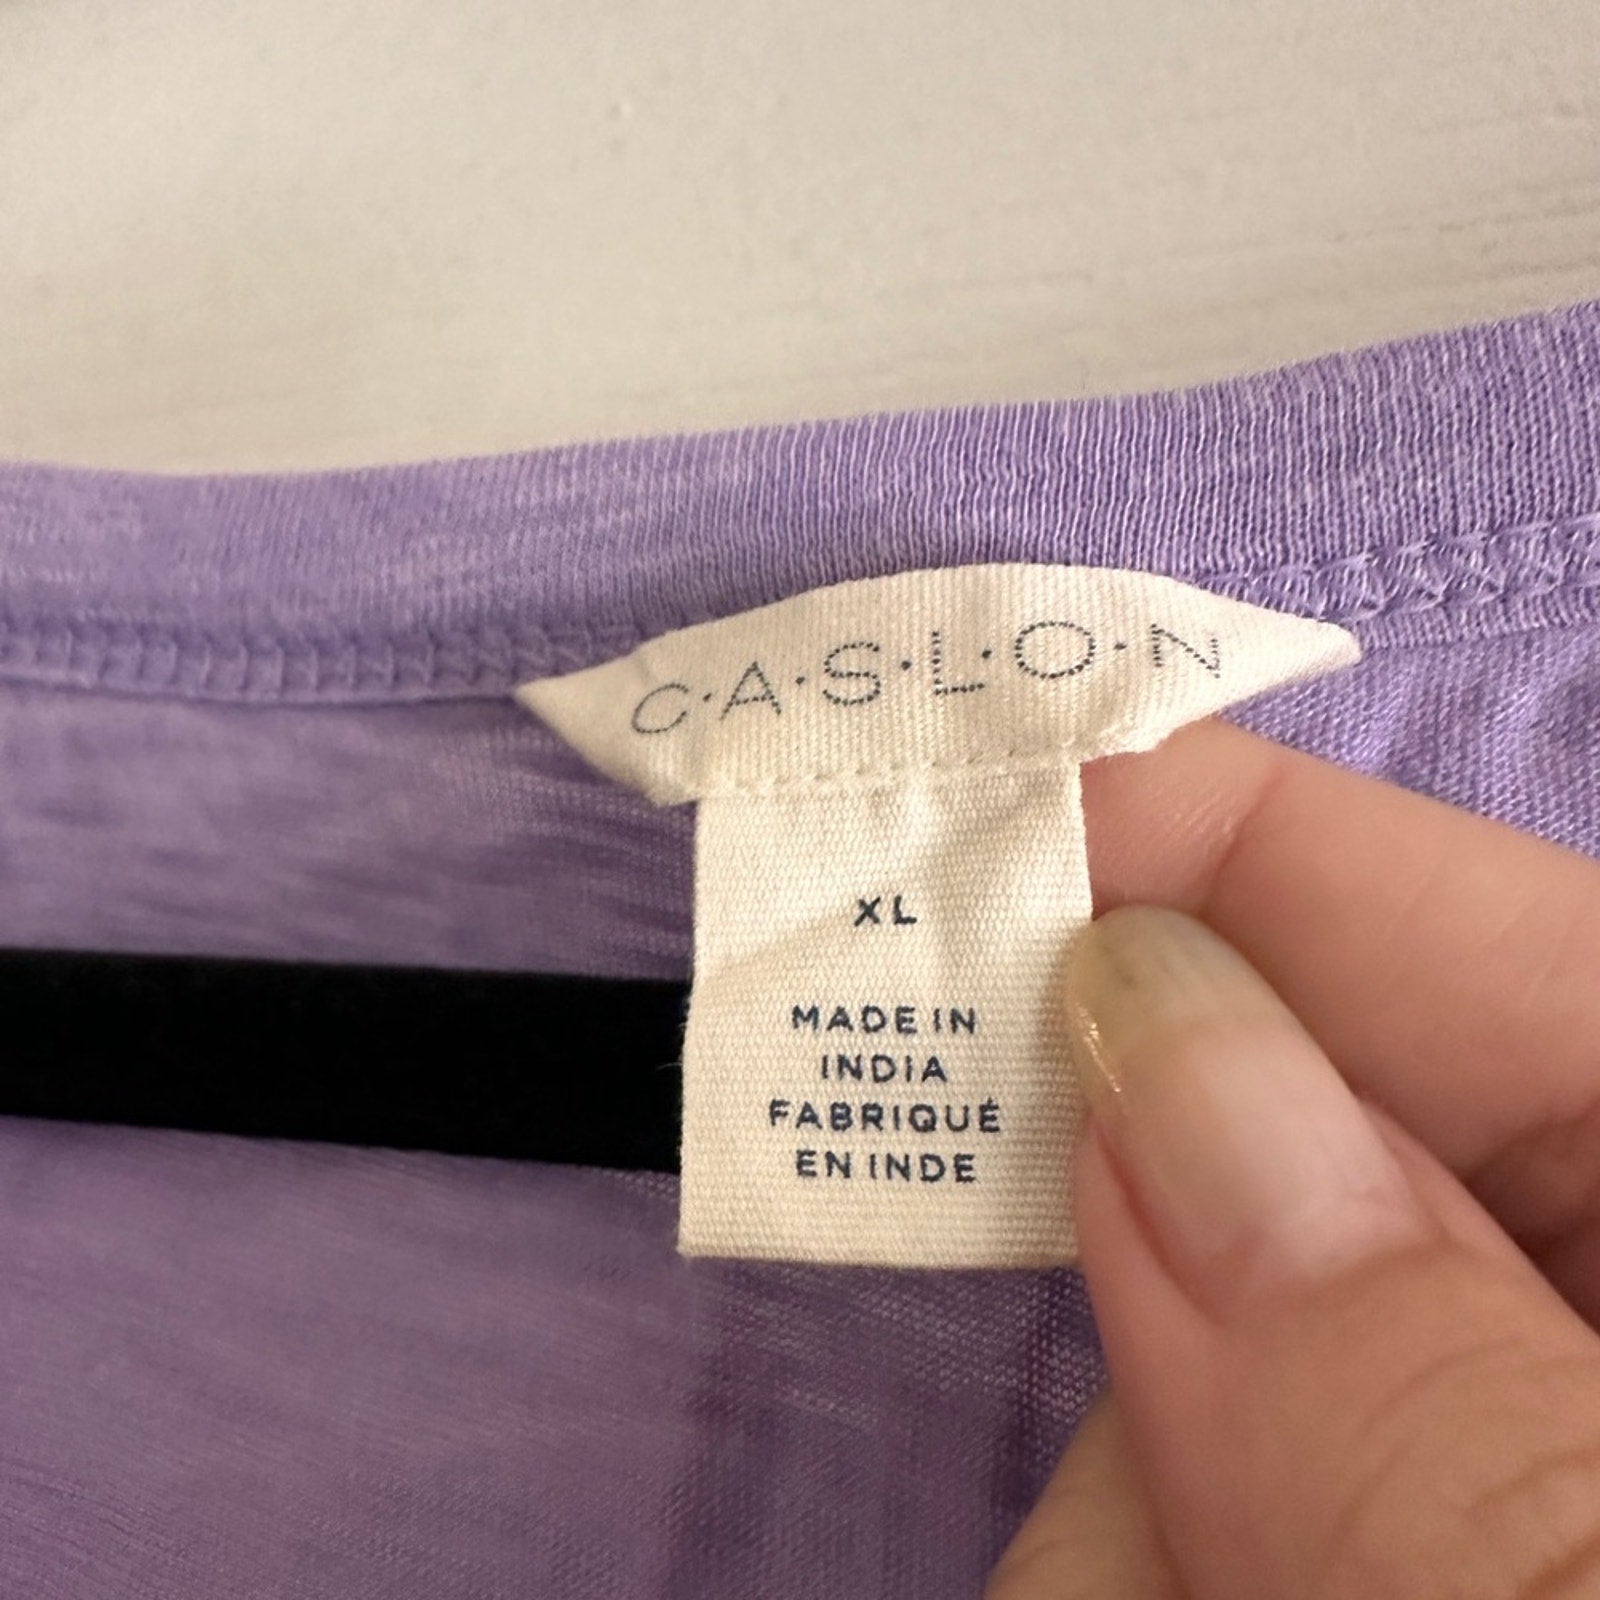 C·A·S·L·O·N
XL
MADE IN
INDIA
FABRIQUÉ
EN INDE